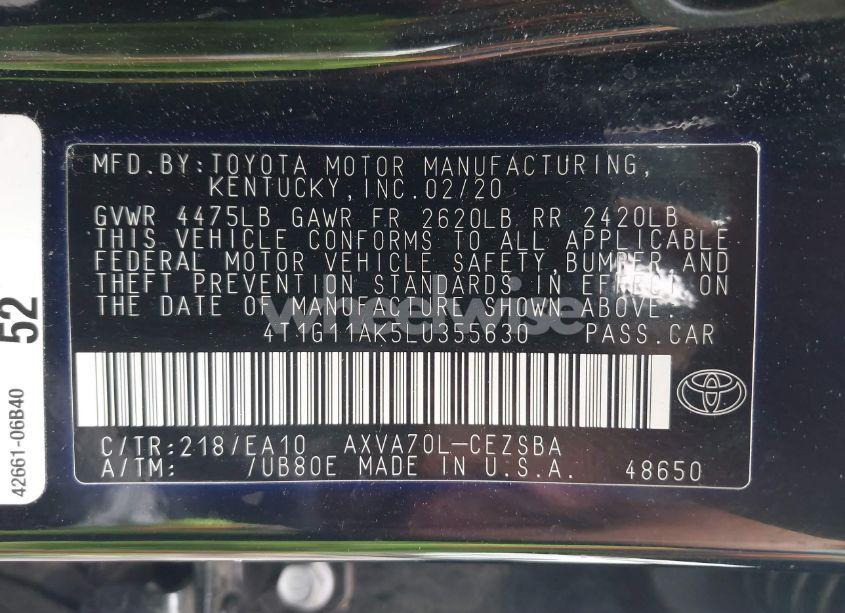 MFD.BY:TOYOTA MOTOR MANUFACTURING,
KENTUCKY,INC.02/20
GVWR 4475LB GAWR FR 2620LB RR 2420LB
THIS VEHICLE CONFORMS TO ALL APPLICABLE
FEDERAL MOTOR VEHICLE SAFETY,BUMPER AND
THEFT PREVENTION STANDARDS IN EFFECT ON
THE DATE OF MANUFACTURE SHOWN ABOVE.
wheelwise
4T1G11AK5LU355630 PASS.CAR
C/TR:218/EA10 AXVA70L-CEZSBA
A/TM: /UB80E MADE IN U.S.A. 48650
52
42661-06B40